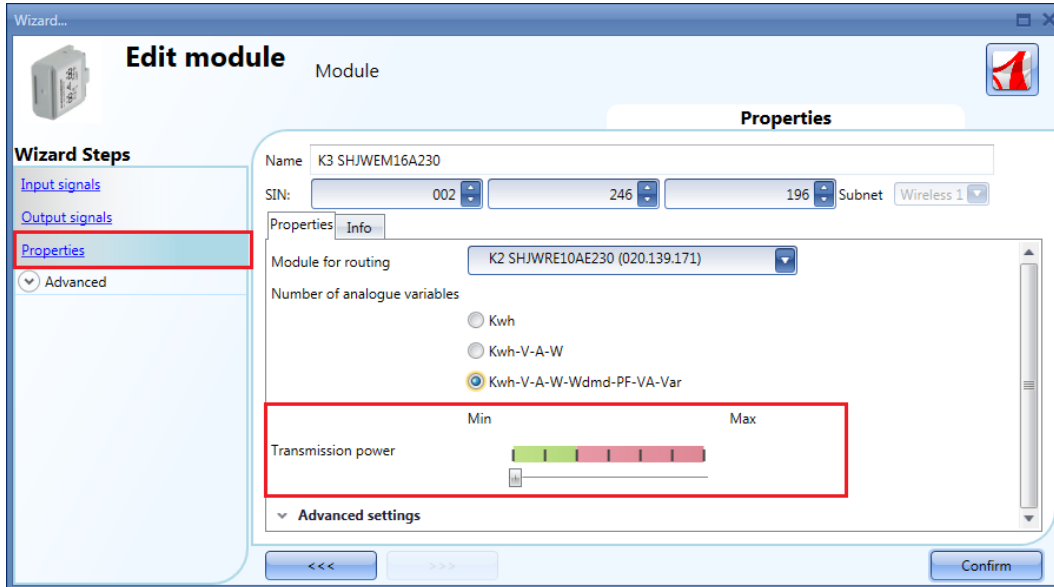 Wizard...
Edit module
Module
Properties
Wizard Steps
Input signals
Output signals
Properties
Advanced
Name K3 SHJWEM16A230
SIN: 002 246 196 Subnet Wireless 1
Properties Info
Module for routing K2 SHJWRE10AE230 (020.139.171)
Number of analogue variables
Kwh
Kwh-V-A-W
Kwh-V-A-W-Wdmd-PF-VA-Var
Min Max
Transmission power
Advanced settings
<<< >>> Confirm